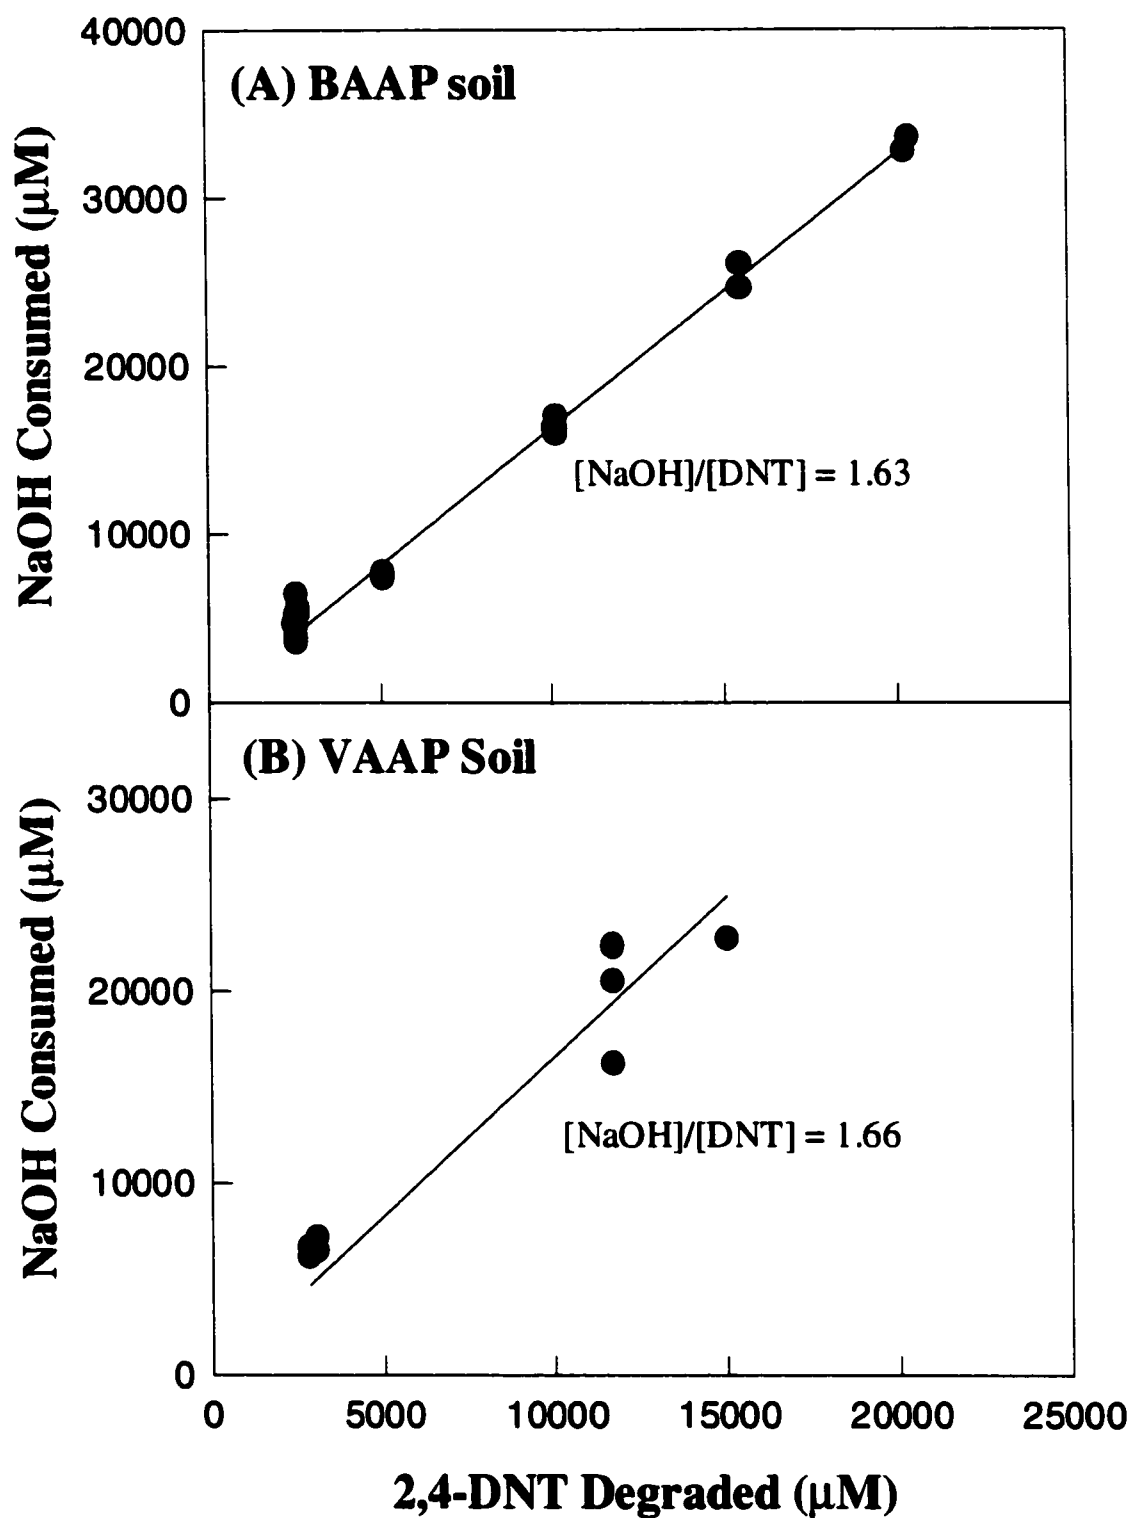 40000
(A) BAAP soil
30000
20000
[NaOH]/[DNT] = 1.63
10000
0
NaOH Consumed (μM)
(B) VAAP Soil
30000
20000
[NaOH]/[DNT] = 1.66
10000
0
NaOH Consumed (μM)
0 5000 10000 15000 20000 25000
2,4-DNT Degraded (μM)